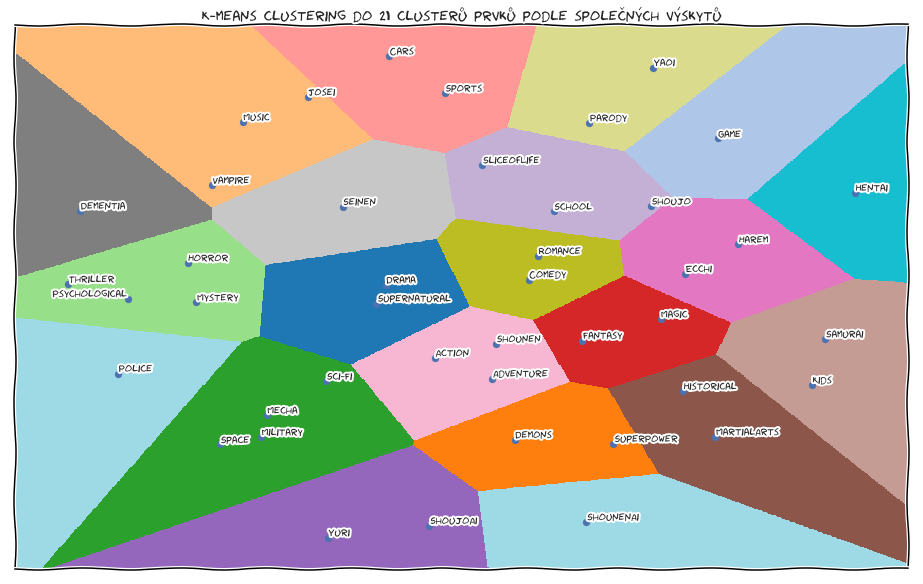 K-MEANS CLUSTERING DO 21 CLUSTERŮ PRVKŮ PODLE SPOLEČNÝCH VÝSKYTŮ
CARS
YAOI
SPORTS
JOSEI
MUSIC
PARODY
GAME
SLICEOFLIFE
VAMPIRE
HENTAI
SEINEN
SHOUJO
DEMENTIA
SCHOOL
HAREM
ROMANCE
HORROR
ECCHI
COMEDY
THRILLER
DRAMA
PSYCHOLOGICAL
MYSTERY
SUPERNATURAL
MAGIC
SAMURAI
FANTASY
SHOUNEN
ACTION
POLICE
ADVENTURE
SCI-FI
KIDS
HISTORICAL
MECHA
MILITARY
MARTIALARTS
DEMONS
SPACE
SUPERPOWER
SHOUNENAI
SHOUJOAI
YURI